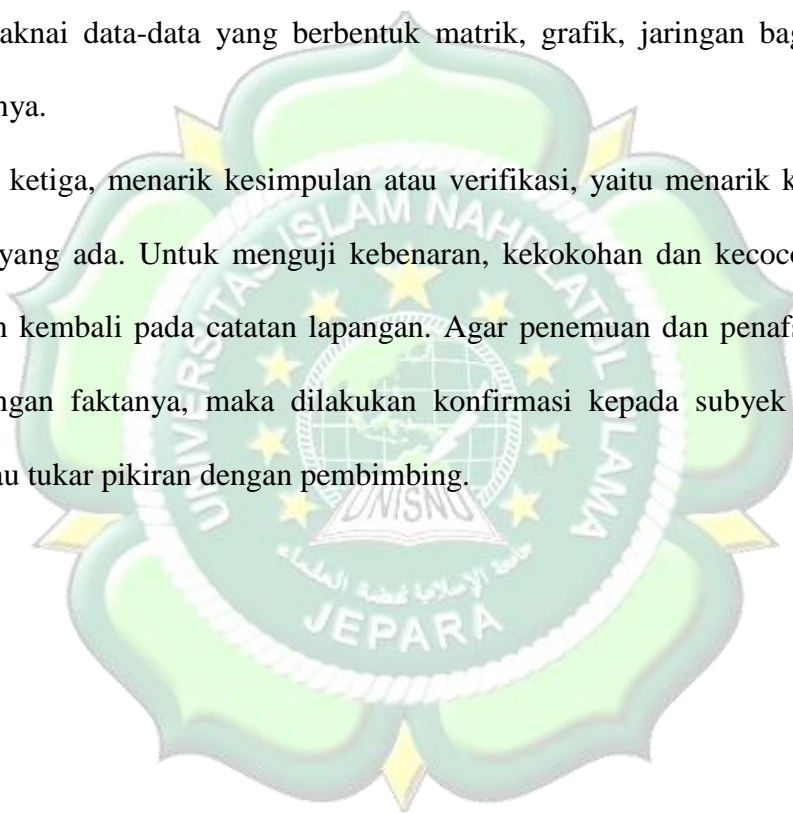 aknai data-data yang berbentuk matrik, grafik, jaringan bag
nya.
ketiga, menarik kesimpulan atau verifikasi, yaitu menarik k
yang ada. Untuk menguji kebenaran, kekokohan dan kecoco
kembali pada catatan lapangan. Agar penemuan dan penafs
ngan faktanya, maka dilakukan konfirmasi kepada subyek
au tukar pikiran dengan pembimbing.
UNIVERSITAS ISLAM NAHDLATUL ULAMA
UNISNU
JEPARA